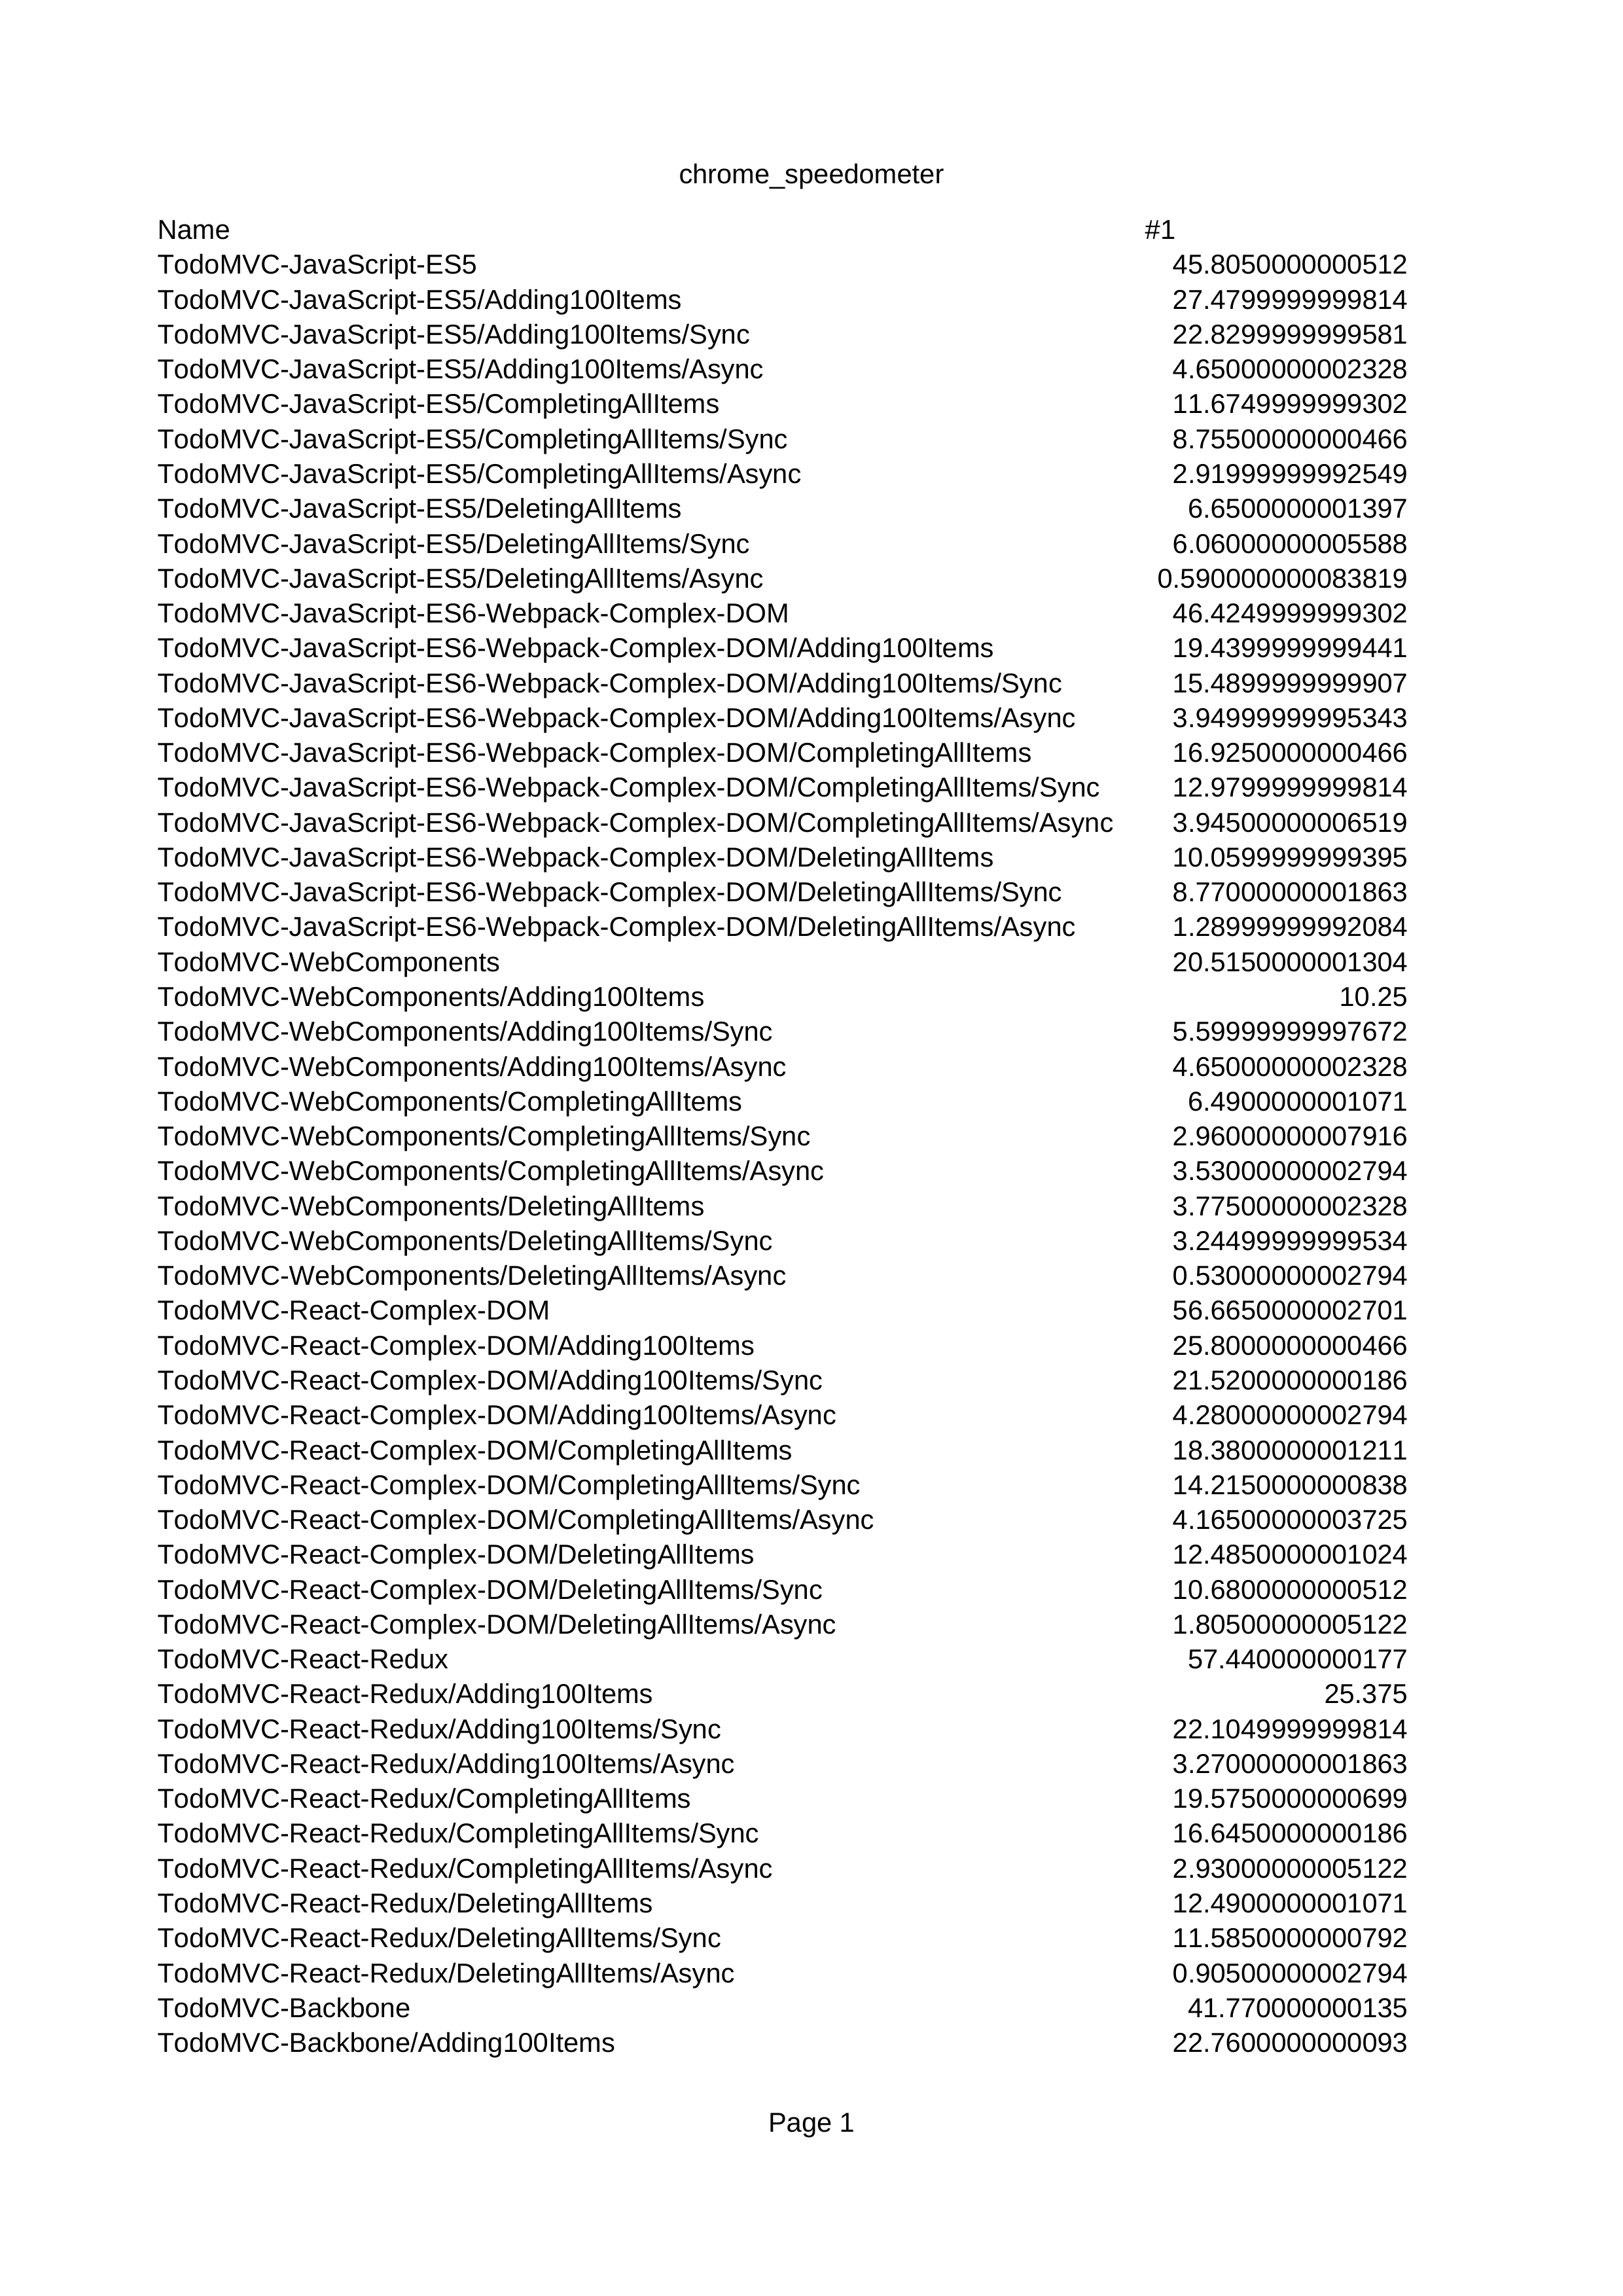 chrome_speedometer
Name #1
TodoMVC-JavaScript-ES5 45.8050000000512
TodoMVC-JavaScript-ES5/Adding100Items 27.4799999999814
TodoMVC-JavaScript-ES5/Adding100Items/Sync 22.8299999999581
TodoMVC-JavaScript-ES5/Adding100Items/Async 4.65000000002328
TodoMVC-JavaScript-ES5/CompletingAllItems 11.6749999999302
TodoMVC-JavaScript-ES5/CompletingAllItems/Sync 8.75500000000466
TodoMVC-JavaScript-ES5/CompletingAllItems/Async 2.91999999992549
TodoMVC-JavaScript-ES5/DeletingAllItems 6.6500000001397
TodoMVC-JavaScript-ES5/DeletingAllItems/Sync 6.06000000005588
TodoMVC-JavaScript-ES5/DeletingAllItems/Async 0.590000000083819
TodoMVC-JavaScript-ES6-Webpack-Complex-DOM 46.4249999999302
TodoMVC-JavaScript-ES6-Webpack-Complex-DOM/Adding100Items 19.4399999999441
TodoMVC-JavaScript-ES6-Webpack-Complex-DOM/Adding100Items/Sync 15.4899999999907
TodoMVC-JavaScript-ES6-Webpack-Complex-DOM/Adding100Items/Async 3.94999999995343
TodoMVC-JavaScript-ES6-Webpack-Complex-DOM/CompletingAllItems 16.9250000000466
TodoMVC-JavaScript-ES6-Webpack-Complex-DOM/CompletingAllItems/Sync 12.9799999999814
TodoMVC-JavaScript-ES6-Webpack-Complex-DOM/CompletingAllItems/Async 3.94500000006519
TodoMVC-JavaScript-ES6-Webpack-Complex-DOM/DeletingAllItems 10.0599999999395
TodoMVC-JavaScript-ES6-Webpack-Complex-DOM/DeletingAllItems/Sync 8.77000000001863
TodoMVC-JavaScript-ES6-Webpack-Complex-DOM/DeletingAllItems/Async 1.28999999992084
TodoMVC-WebComponents 20.5150000001304
TodoMVC-WebComponents/Adding100Items 10.25
TodoMVC-WebComponents/Adding100Items/Sync 5.59999999997672
TodoMVC-WebComponents/Adding100Items/Async 4.65000000002328
TodoMVC-WebComponents/CompletingAllItems 6.4900000001071
TodoMVC-WebComponents/CompletingAllItems/Sync 2.96000000007916
TodoMVC-WebComponents/CompletingAllItems/Async 3.53000000002794
TodoMVC-WebComponents/DeletingAllItems 3.77500000002328
TodoMVC-WebComponents/DeletingAllItems/Sync 3.24499999999534
TodoMVC-WebComponents/DeletingAllItems/Async 0.53000000002794
TodoMVC-React-Complex-DOM 56.6650000002701
TodoMVC-React-Complex-DOM/Adding100Items 25.8000000000466
TodoMVC-React-Complex-DOM/Adding100Items/Sync 21.5200000000186
TodoMVC-React-Complex-DOM/Adding100Items/Async 4.28000000002794
TodoMVC-React-Complex-DOM/CompletingAllItems 18.3800000001211
TodoMVC-React-Complex-DOM/CompletingAllItems/Sync 14.2150000000838
TodoMVC-React-Complex-DOM/CompletingAllItems/Async 4.16500000003725
TodoMVC-React-Complex-DOM/DeletingAllItems 12.4850000001024
TodoMVC-React-Complex-DOM/DeletingAllItems/Sync 10.6800000000512
TodoMVC-React-Complex-DOM/DeletingAllItems/Async 1.80500000005122
TodoMVC-React-Redux 57.440000000177
TodoMVC-React-Redux/Adding100Items 25.375
TodoMVC-React-Redux/Adding100Items/Sync 22.1049999999814
TodoMVC-React-Redux/Adding100Items/Async 3.27000000001863
TodoMVC-React-Redux/CompletingAllItems 19.5750000000699
TodoMVC-React-Redux/CompletingAllItems/Sync 16.6450000000186
TodoMVC-React-Redux/CompletingAllItems/Async 2.93000000005122
TodoMVC-React-Redux/DeletingAllItems 12.4900000001071
TodoMVC-React-Redux/DeletingAllItems/Sync 11.5850000000792
TodoMVC-React-Redux/DeletingAllItems/Async 0.90500000002794
TodoMVC-Backbone 41.770000000135
TodoMVC-Backbone/Adding100Items 22.7600000000093
Page 1